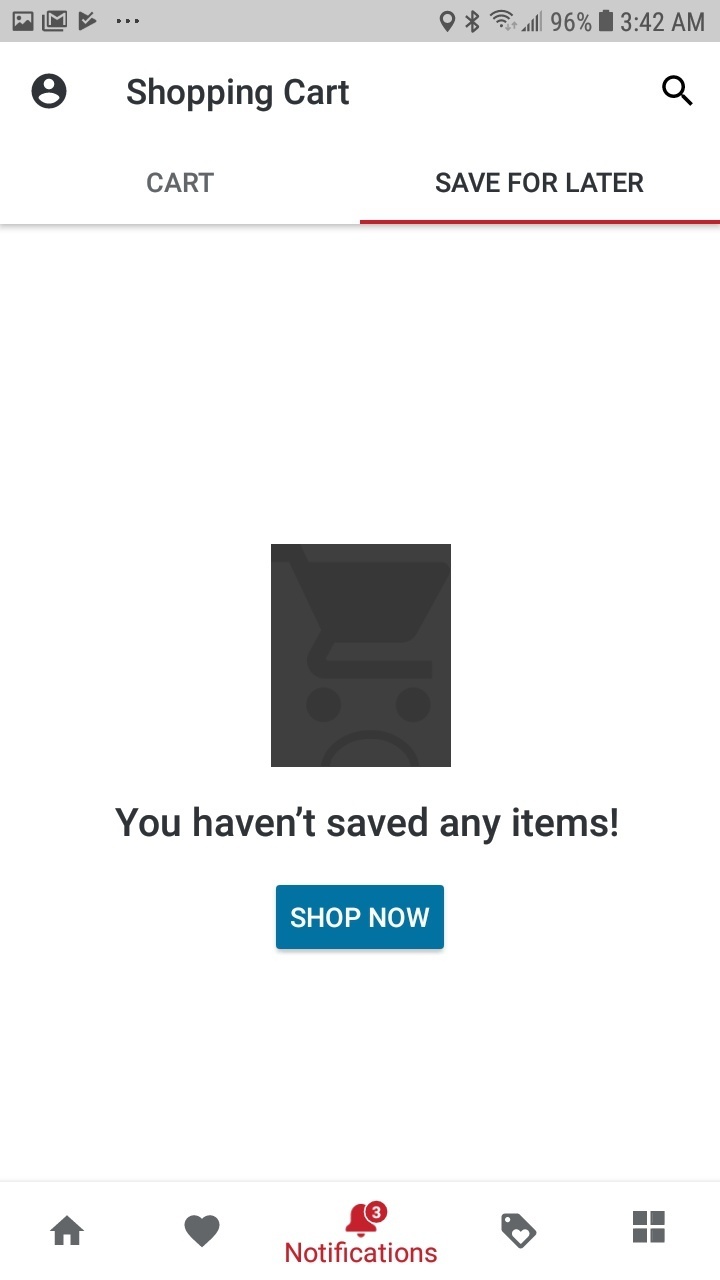 96% 3:42 AM
Shopping Cart
CART SAVE FOR LATER
You haven’t saved any items!
SHOP NOW
3
Notifications